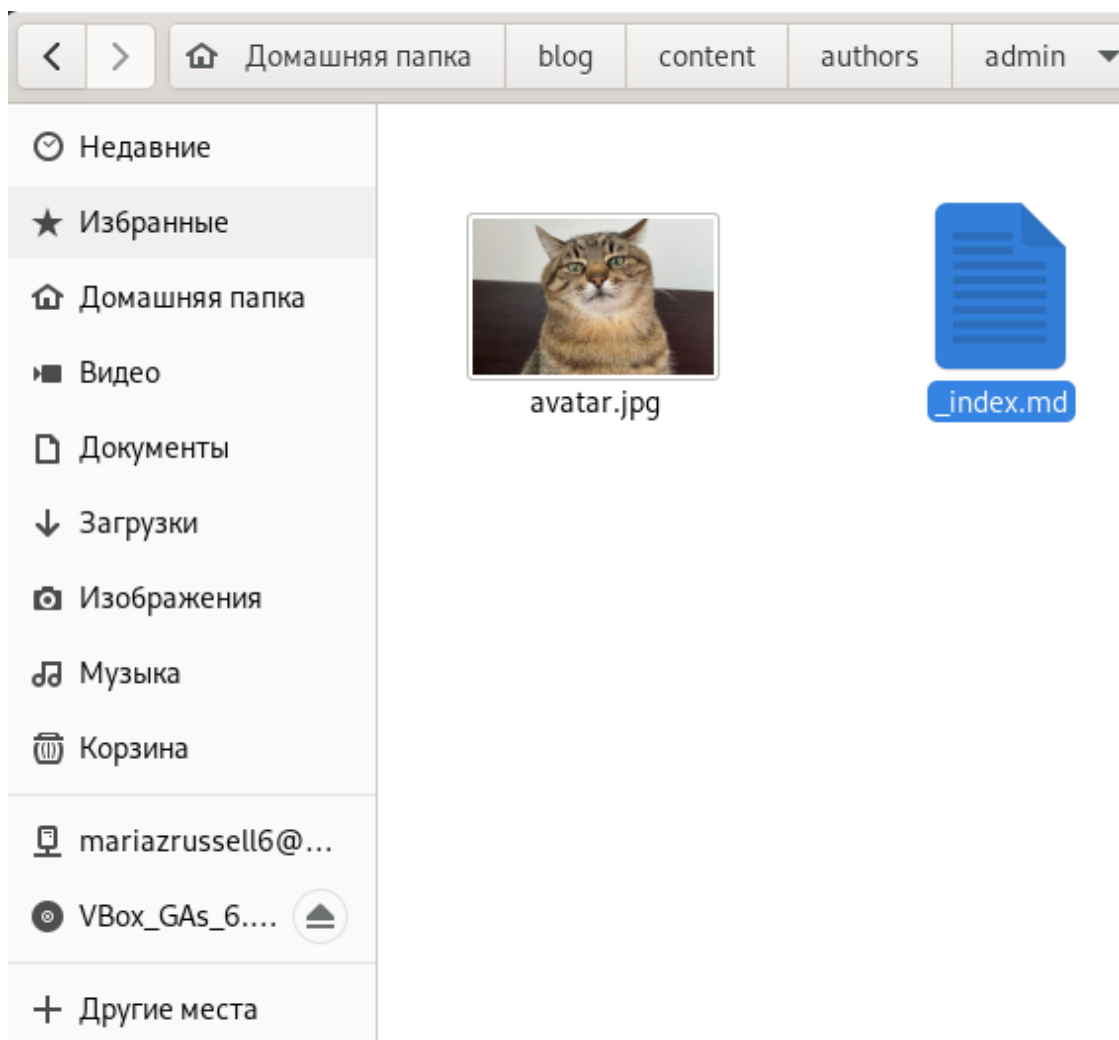 Домашняя папка blog content authors admin
Недавние
Избранные
Домашняя папка
Видео
Документы
Загрузки
Изображения
Музыка
Корзина
mariazrussell6@...
VBox_GAs_6....
Другие места
avatar.jpg
_index.md